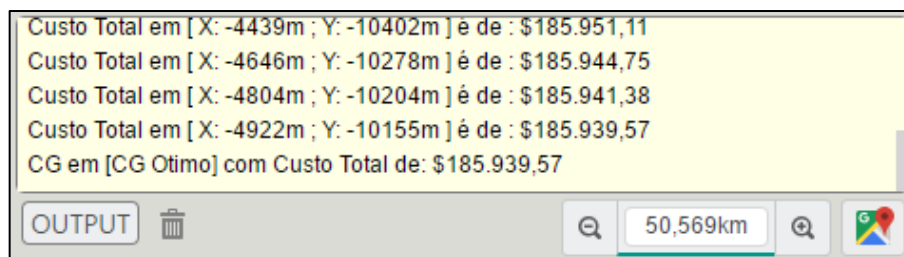 Custo Total em [ X: -4439m ; Y: -10402m ] é de : $185.951,11
Custo Total em [ X: -4646m ; Y: -10278m ] é de : $185.944,75
Custo Total em [ X: -4804m ; Y: -10204m ] é de : $185.941,38
Custo Total em [ X: -4922m ; Y: -10155m ] é de : $185.939,57
CG em [CG Otimo] com Custo Total de: $185.939,57
OUTPUT
50,569km
G